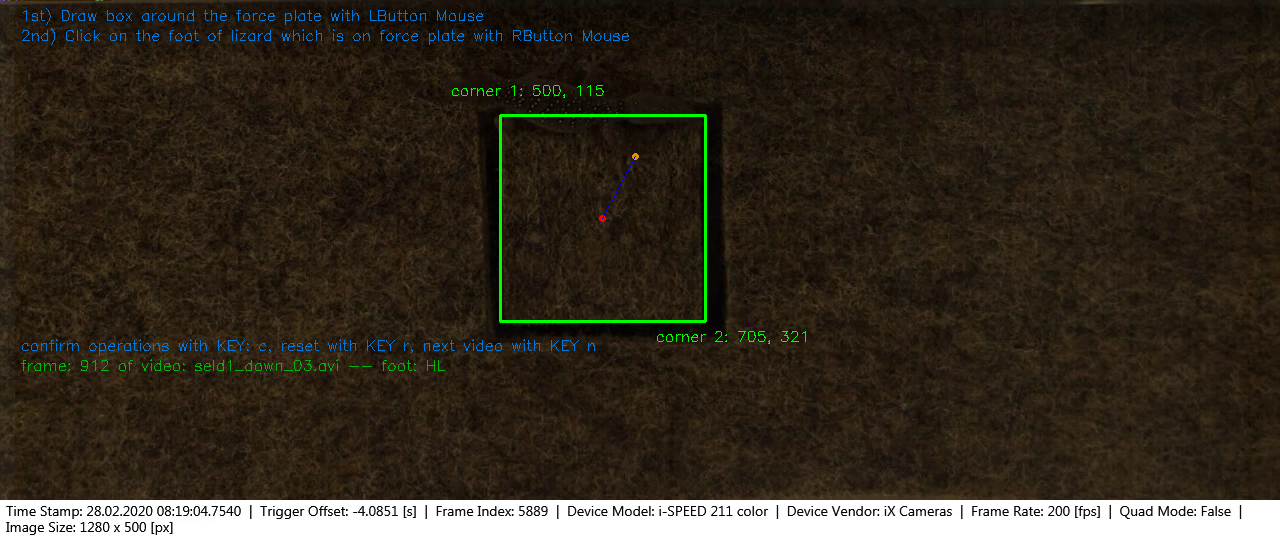 1st) Draw box around the force plate with LButton Mouse
2nd) Click on the foot of lizard which is on force plate with RButton Mouse
corner 1: 500, 115
corner 2: 705, 321
confirm operations with KEY: c, reset with KEY r, next video with KEY n
frame: 912 of video: seld1_down_03.avi -- foot: HL
Time Stamp: 28.02.2020 08:19:04.7540 | Trigger Offset: -4.0851 [s] | Frame Index: 5889 | Device Model: i-SPEED 211 color | Device Vendor: iX Cameras | Frame Rate: 200 [fps] | Quad Mode: False |
Image Size: 1280 x 500 [px]